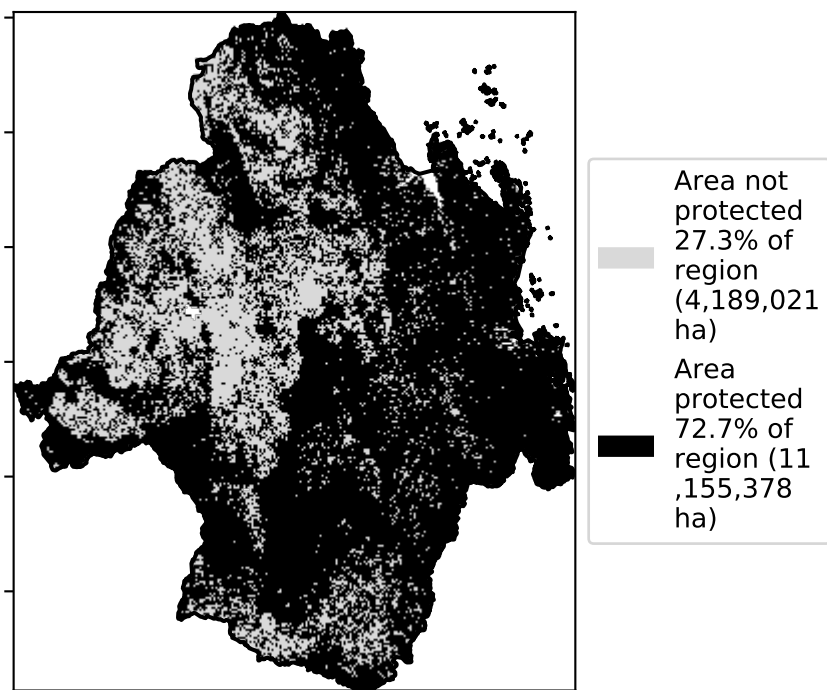 Area not
protected
27.3% of
region
(4,189,021
ha)
Area
protected
72.7% of
region (11
,155,378
ha)